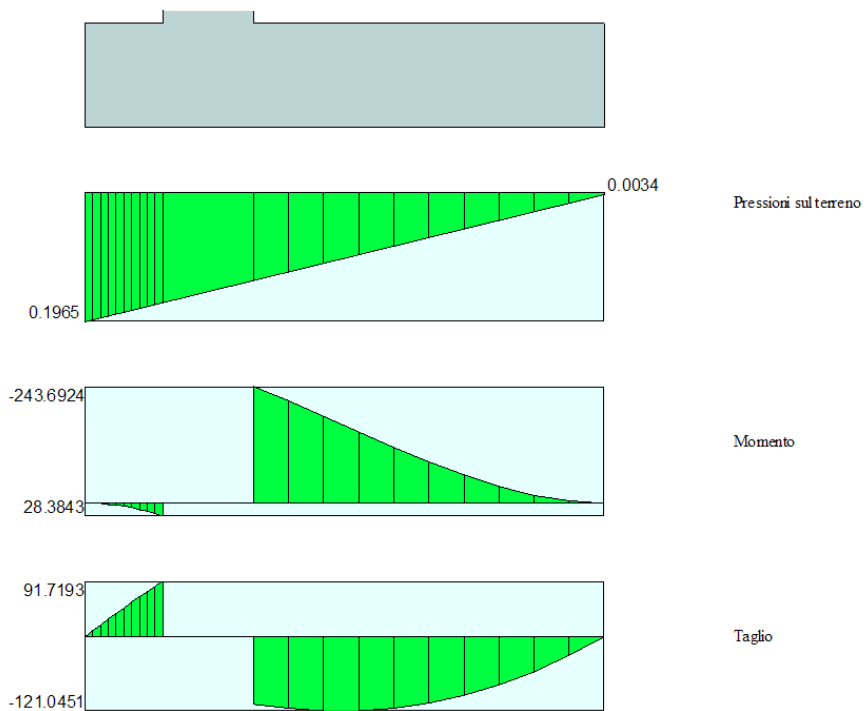 0.0034
Pressioni sul terreno
0.1965
-243.6924
Momento
28.3843
91.7193
Taglio
-121.0451